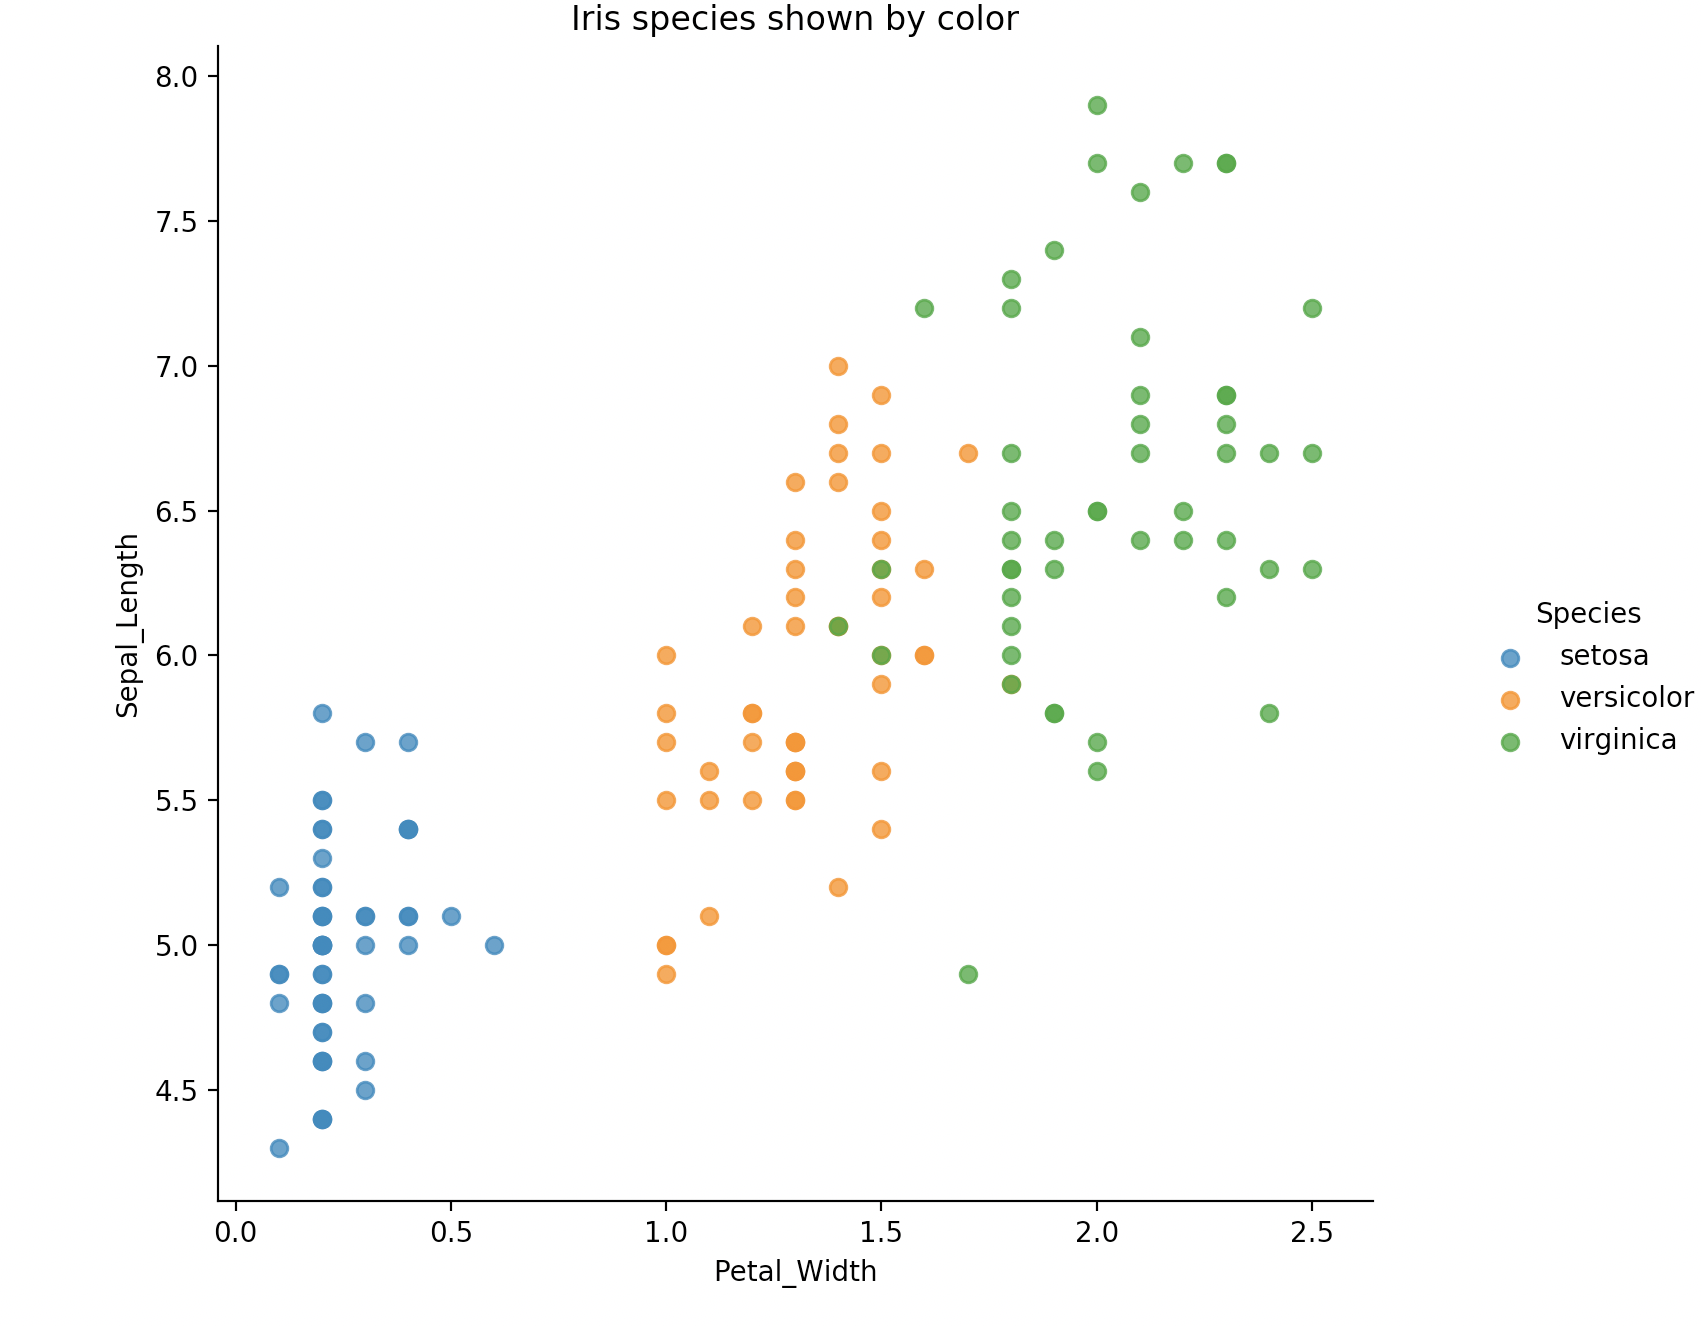 Iris species shown by color
8.0
7.5
7.0
6.5
6.0
5.5
5.0
4.5
Sepal_Length
0.0 0.5 1.0 1.5 2.0 2.5
Petal_Width
Species
setosa
versicolor
virginica